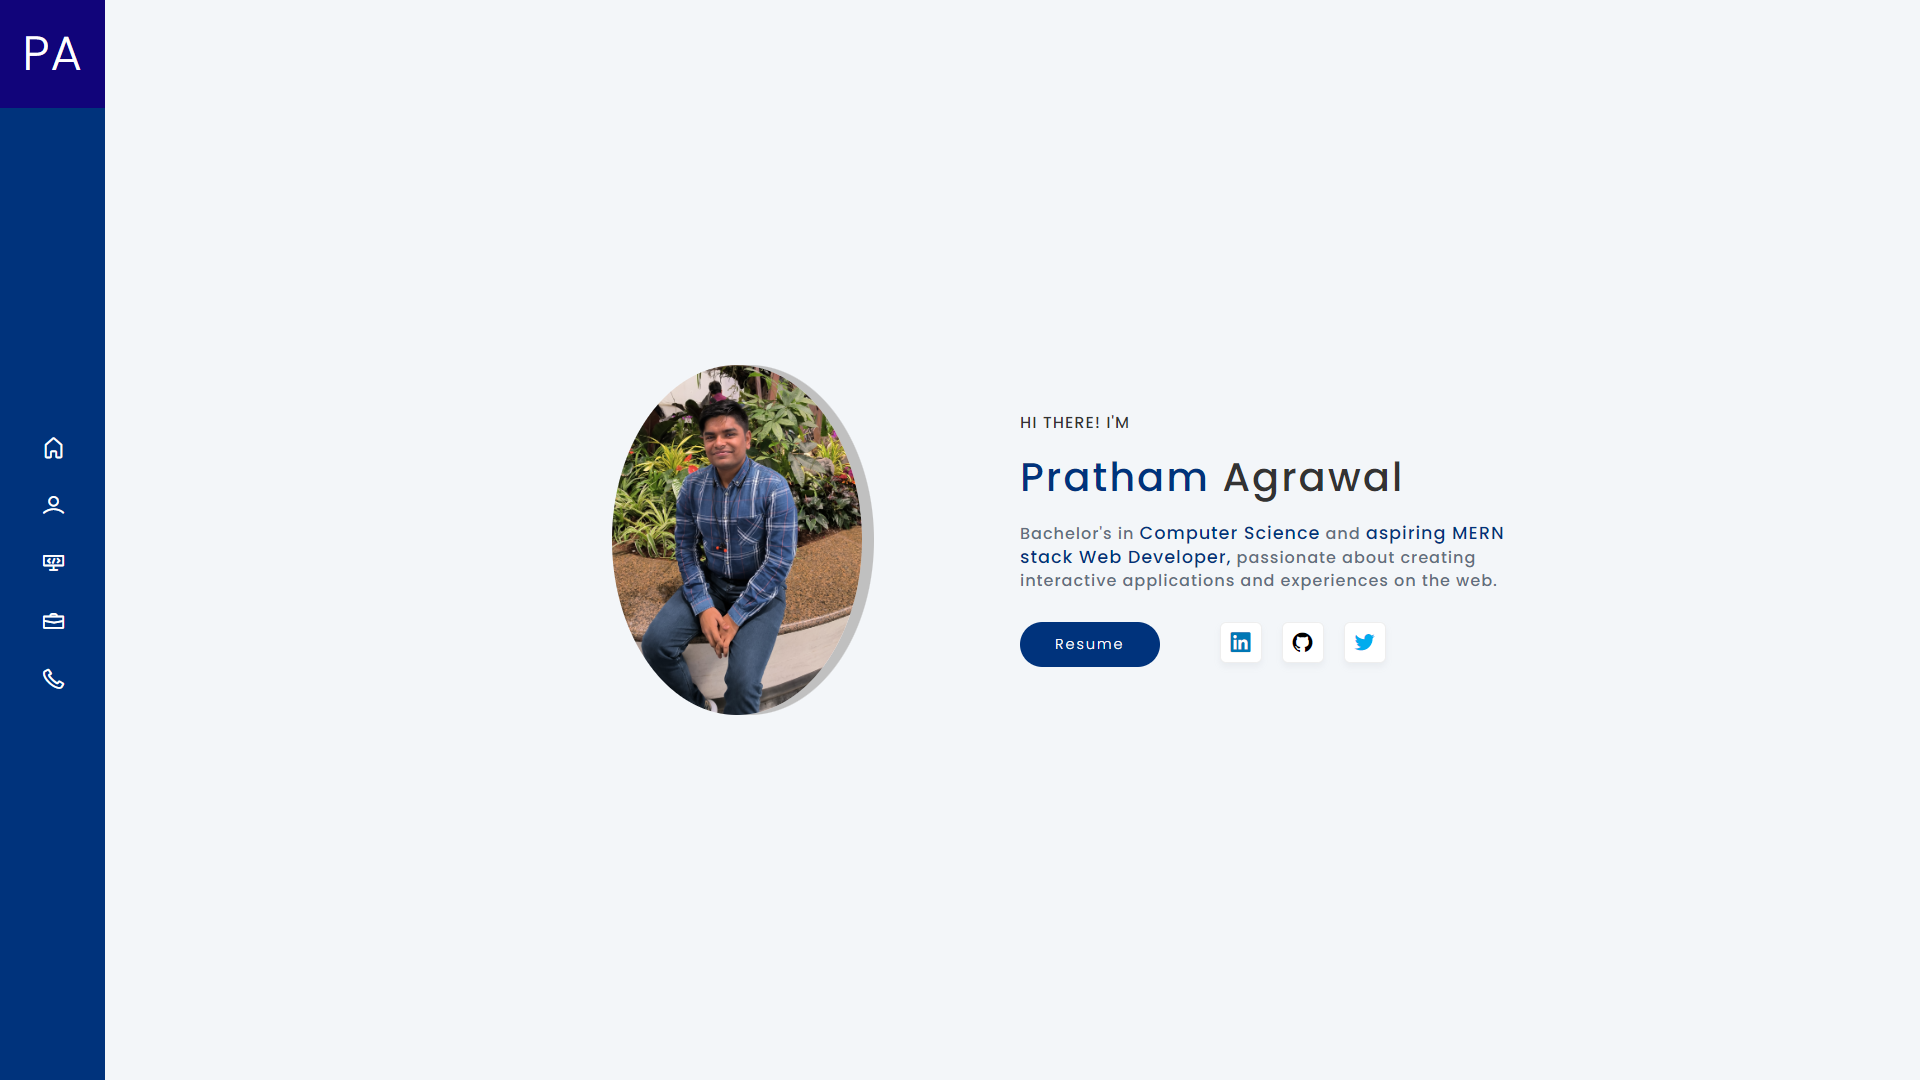 PA
HI THERE! I'M
Pratham Agrawal
Bachelor's in Computer Science and aspiring MERN
stack Web Developer, passionate about creating
interactive applications and experiences on the web.
Resume